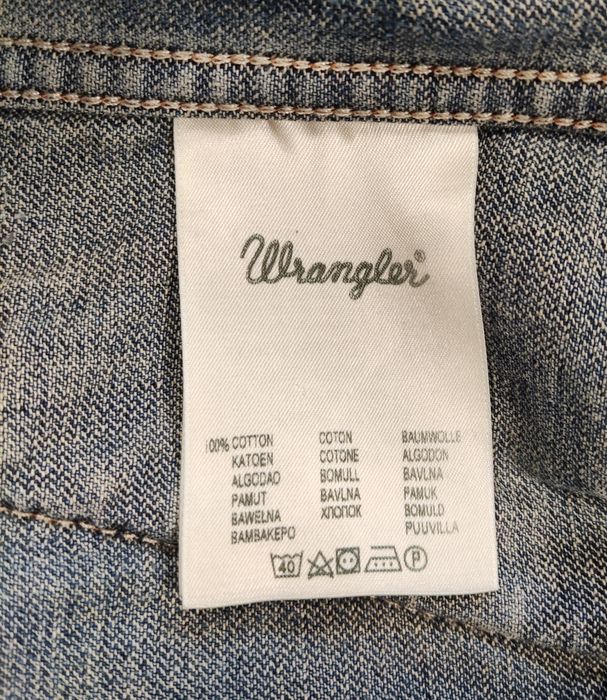 Wrangler®
100% COTTON COTON BAUMWOLLE
KATOEN COTONE ALGODON
ALGODAO BOMULL BAVLNA
PAMUT BAVLNA PAMUK
BAWELNA ХЛОПОК BOMULD
BAMBAKEPO PUUVILLA
40 P